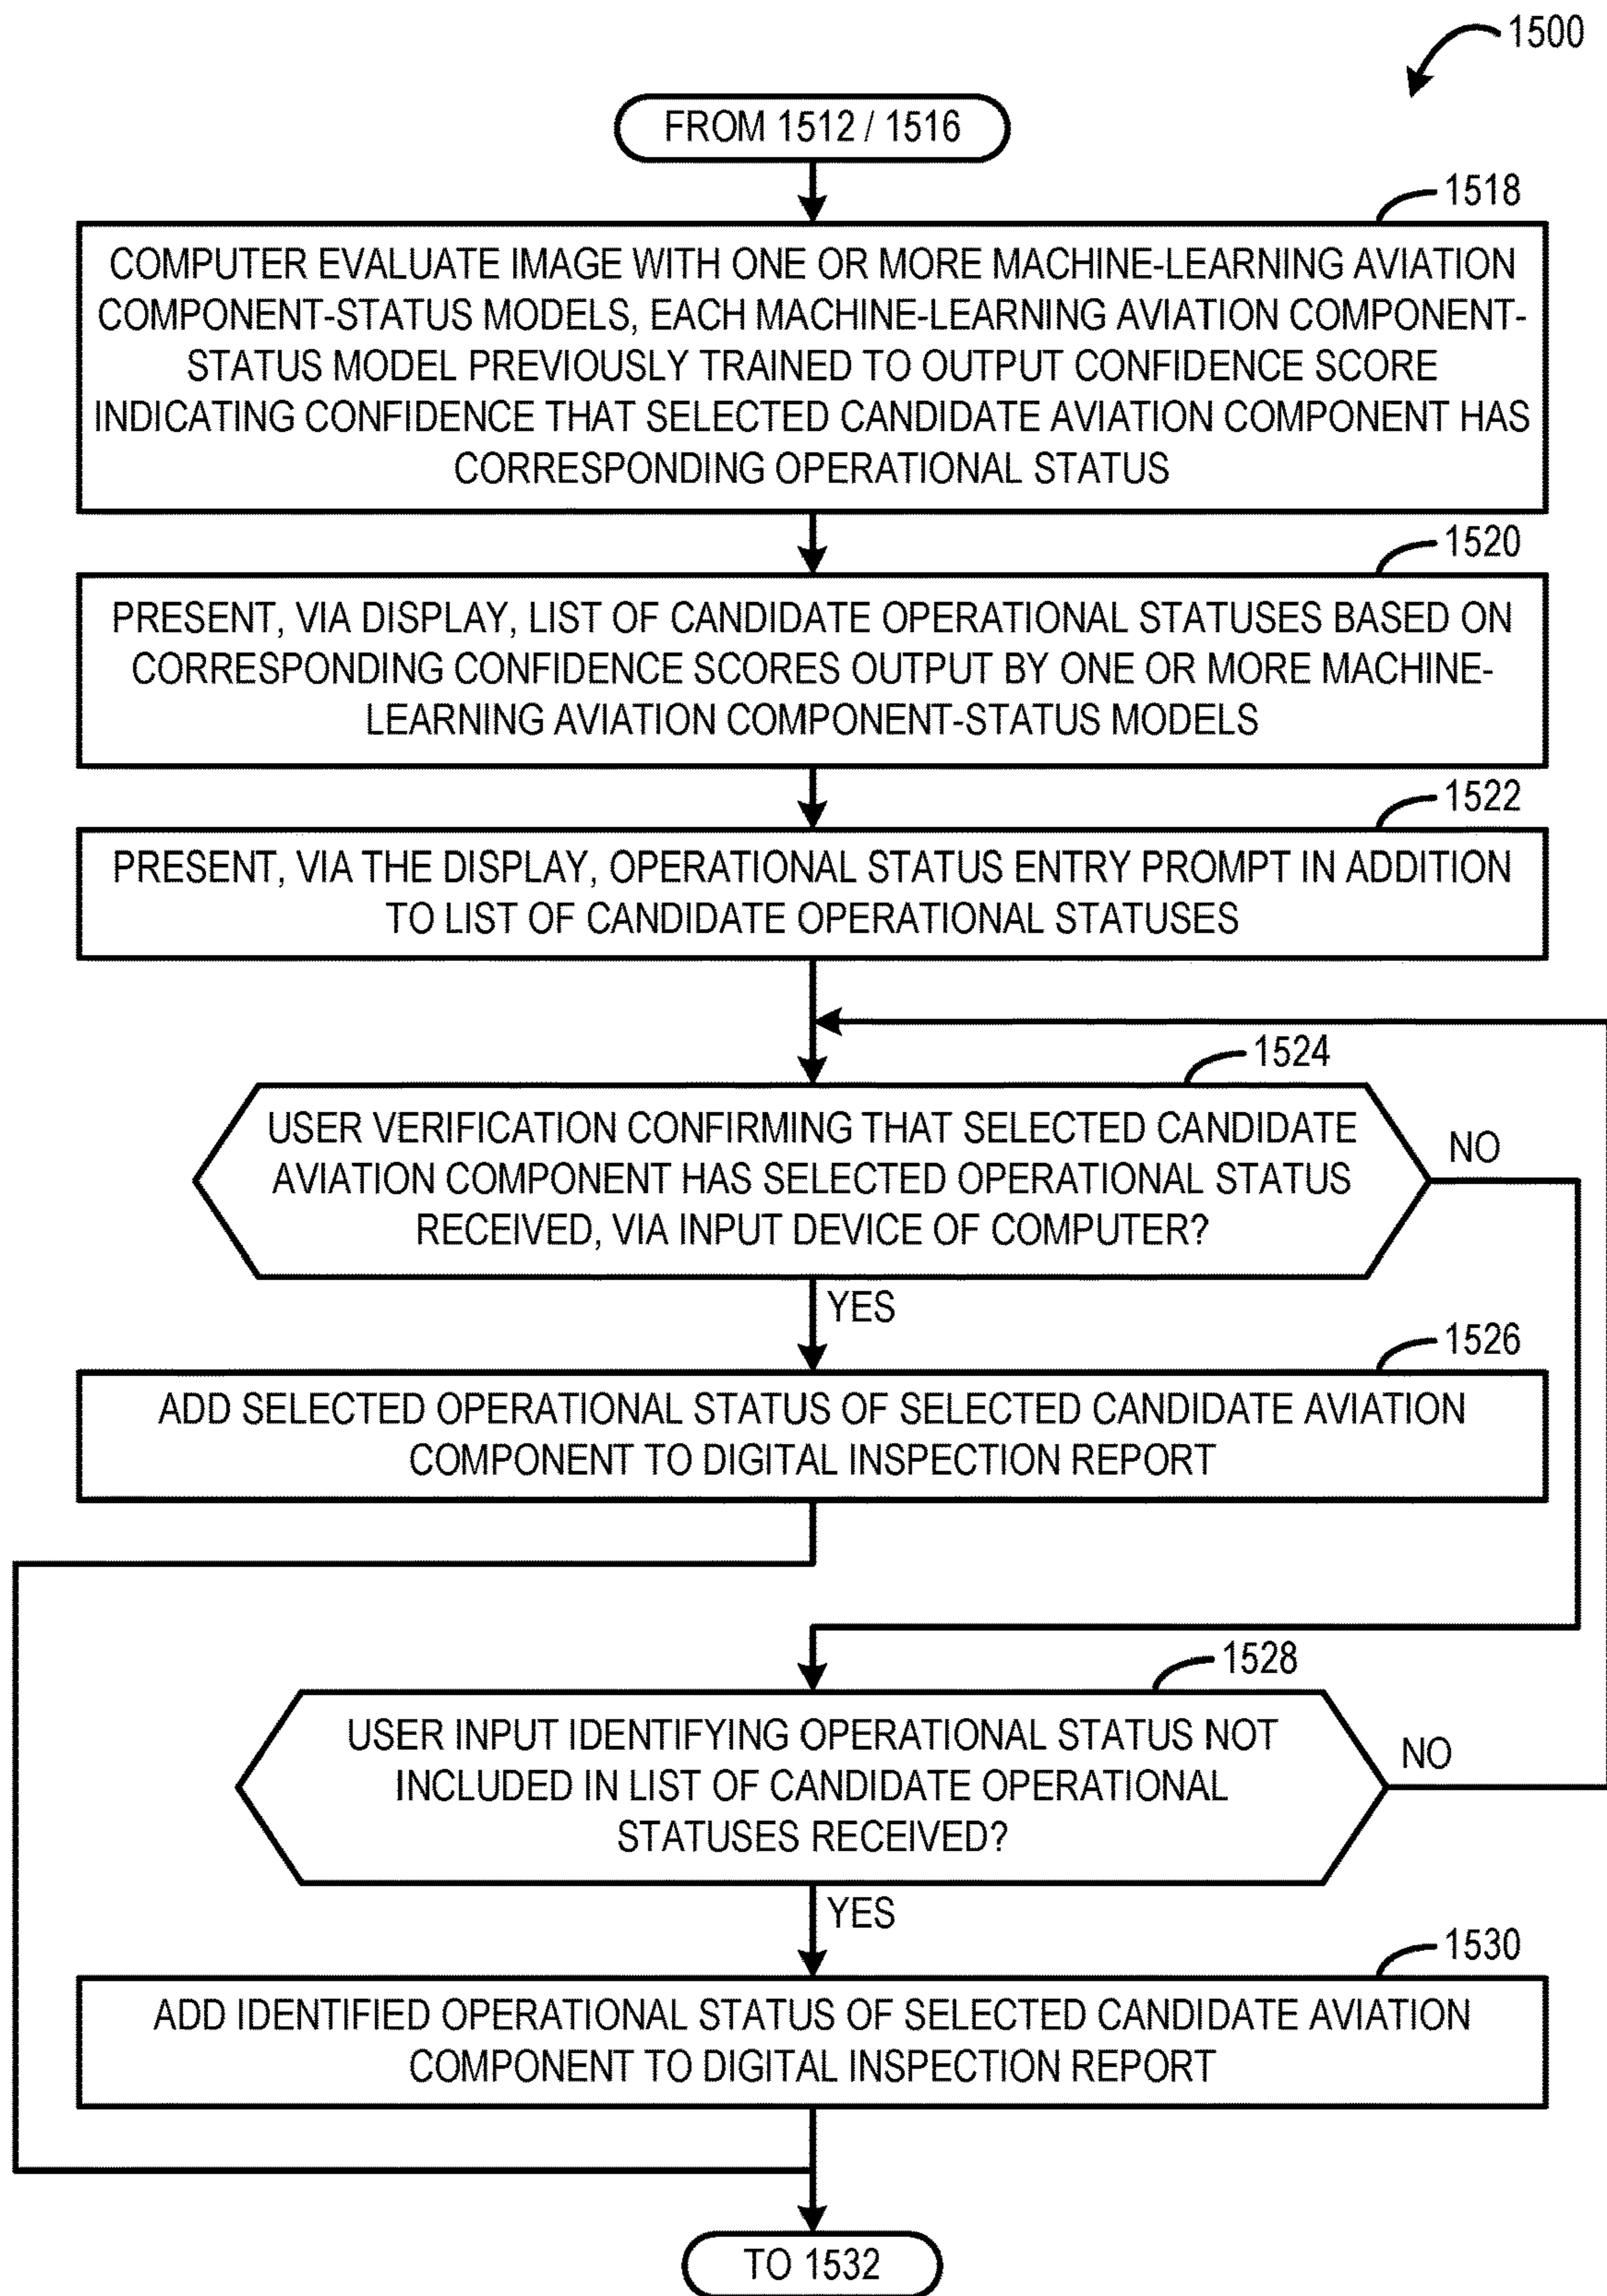 1500
FROM 1512 / 1516
1518
COMPUTER EVALUATE IMAGE WITH ONE OR MORE MACHINE-LEARNING AVIATION
COMPONENT-STATUS MODELS, EACH MACHINE-LEARNING AVIATION COMPONENT-
STATUS MODEL PREVIOUSLY TRAINED TO OUTPUT CONFIDENCE SCORE
INDICATING CONFIDENCE THAT SELECTED CANDIDATE AVIATION COMPONENT HAS
CORRESPONDING OPERATIONAL STATUS
1520
PRESENT, VIA DISPLAY, LIST OF CANDIDATE OPERATIONAL STATUSES BASED ON
CORRESPONDING CONFIDENCE SCORES OUTPUT BY ONE OR MORE MACHINE-
LEARNING AVIATION COMPONENT-STATUS MODELS
1522
PRESENT, VIA THE DISPLAY, OPERATIONAL STATUS ENTRY PROMPT IN ADDITION
TO LIST OF CANDIDATE OPERATIONAL STATUSES
1524
USER VERIFICATION CONFIRMING THAT SELECTED CANDIDATE
AVIATION COMPONENT HAS SELECTED OPERATIONAL STATUS
RECEIVED, VIA INPUT DEVICE OF COMPUTER?
NO
YES
1526
ADD SELECTED OPERATIONAL STATUS OF SELECTED CANDIDATE AVIATION
COMPONENT TO DIGITAL INSPECTION REPORT
1528
USER INPUT IDENTIFYING OPERATIONAL STATUS NOT
INCLUDED IN LIST OF CANDIDATE OPERATIONAL
STATUSES RECEIVED?
NO
YES
1530
ADD IDENTIFIED OPERATIONAL STATUS OF SELECTED CANDIDATE AVIATION
COMPONENT TO DIGITAL INSPECTION REPORT
TO 1532